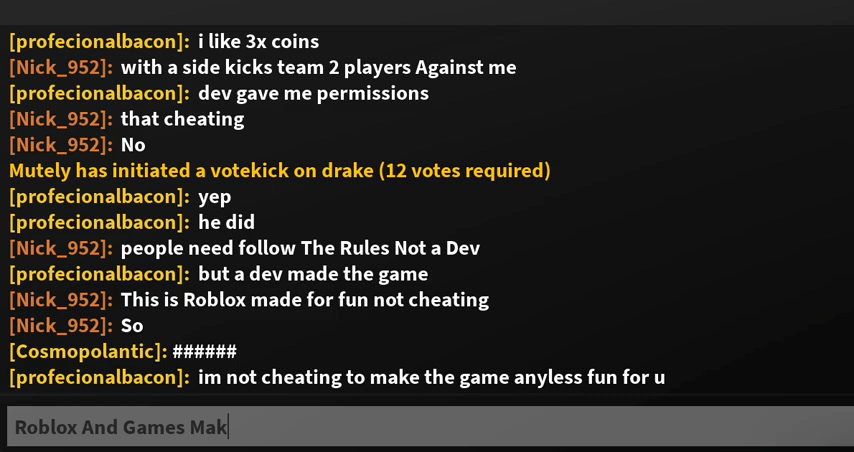 [profecionalbacon]: i like 3x coins
[Nick_952]: with a side kicks team 2 players Against me
[profecionalbacon]: dev gave me permissions
[Nick_952]: that cheating
[Nick_952]: No
Mutely has initiated a votekick on drake (12 votes required)
[profecionalbacon]: yep
[profecionalbacon]: he did
[Nick_952]: people need follow The Rules Not a Dev
[profecionalbacon]: but a dev made the game
[Nick_952]: This is Roblox made for fun not cheating
[Nick_952]: So
[Cosmopolantic]: ######
[profecionalbacon]: im not cheating to make the game anyless fun for u
Roblox And Games Mak